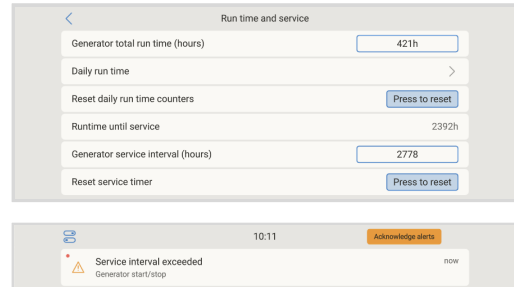 Run time and service
Generator total run time (hours) 421h
Daily run time
Reset daily run time counters Press to reset
Runtime until service 2392h
Generator service interval (hours) 2778
Reset service timer Press to reset
10:11 Acknowledge alerts
Service interval exceeded now
Generator start/stop